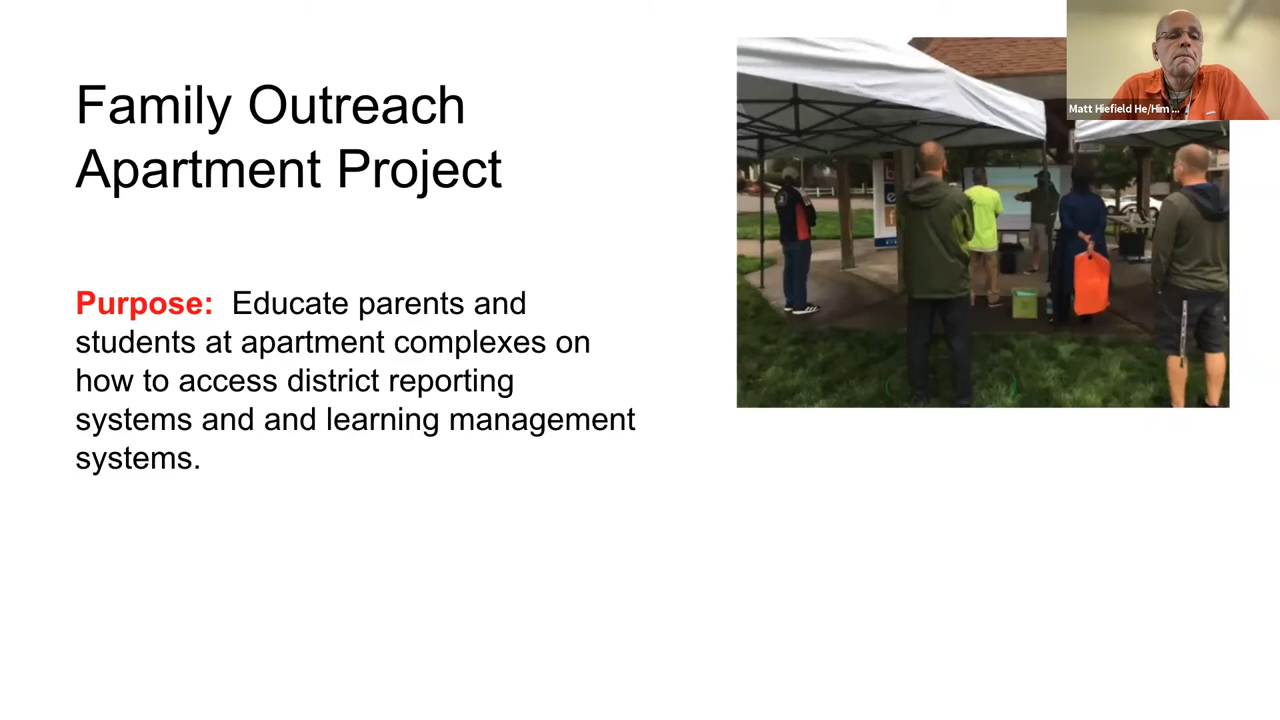 Family Outreach
Apartment Project
Purpose: Educate parents and
students at apartment complexes on
how to access district reporting
systems and and learning management
systems.
Matt Hiefield He/Him ...